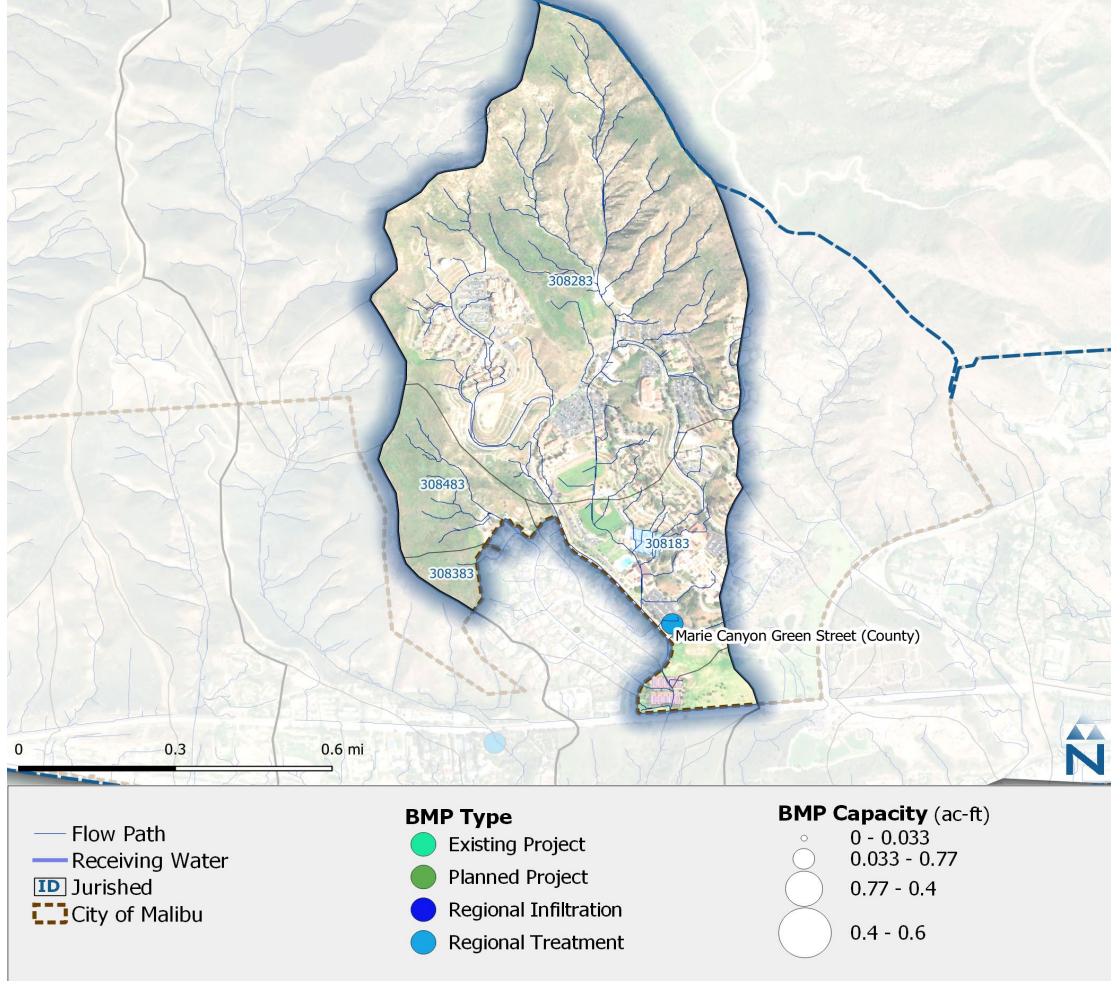 308283
308483
308183
308383
Marie Canyon Green Street (County)
0 0.3 0.6 mi
N
Flow Path
Receiving Water
ID Jurished
City of Malibu
BMP Type
Existing Project
Planned Project
Regional Infiltration
Regional Treatment
BMP Capacity (ac-ft)
0 - 0.033
0.033 - 0.77
0.77 - 0.4
0.4 - 0.6